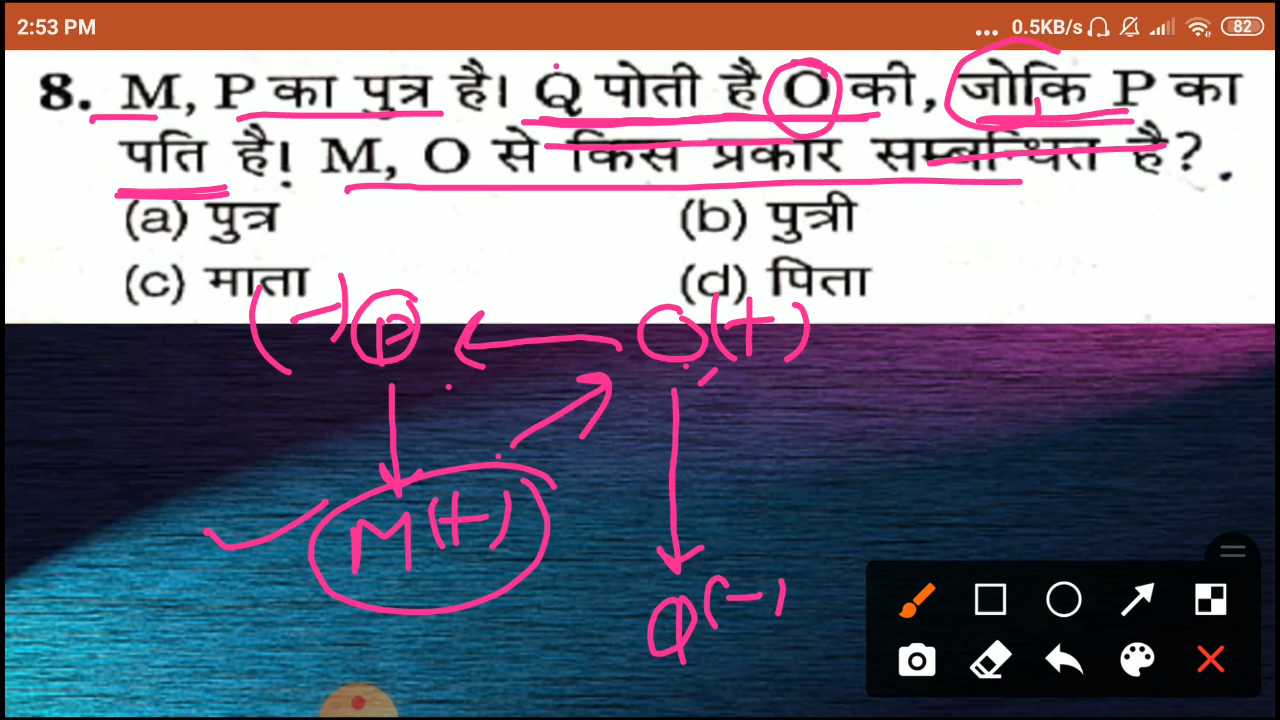 2:53 PM ... 0.5KB/s 82
8. M, P का पुत्र है। Q पोती है O की, जोकि P का
पति है! M, O से किस प्रकार सम्बन्धित है?
(a) पुत्र (b) पुत्री
(c) माता (d) पिता
(-) P O (+)
M (+)
Q (-)